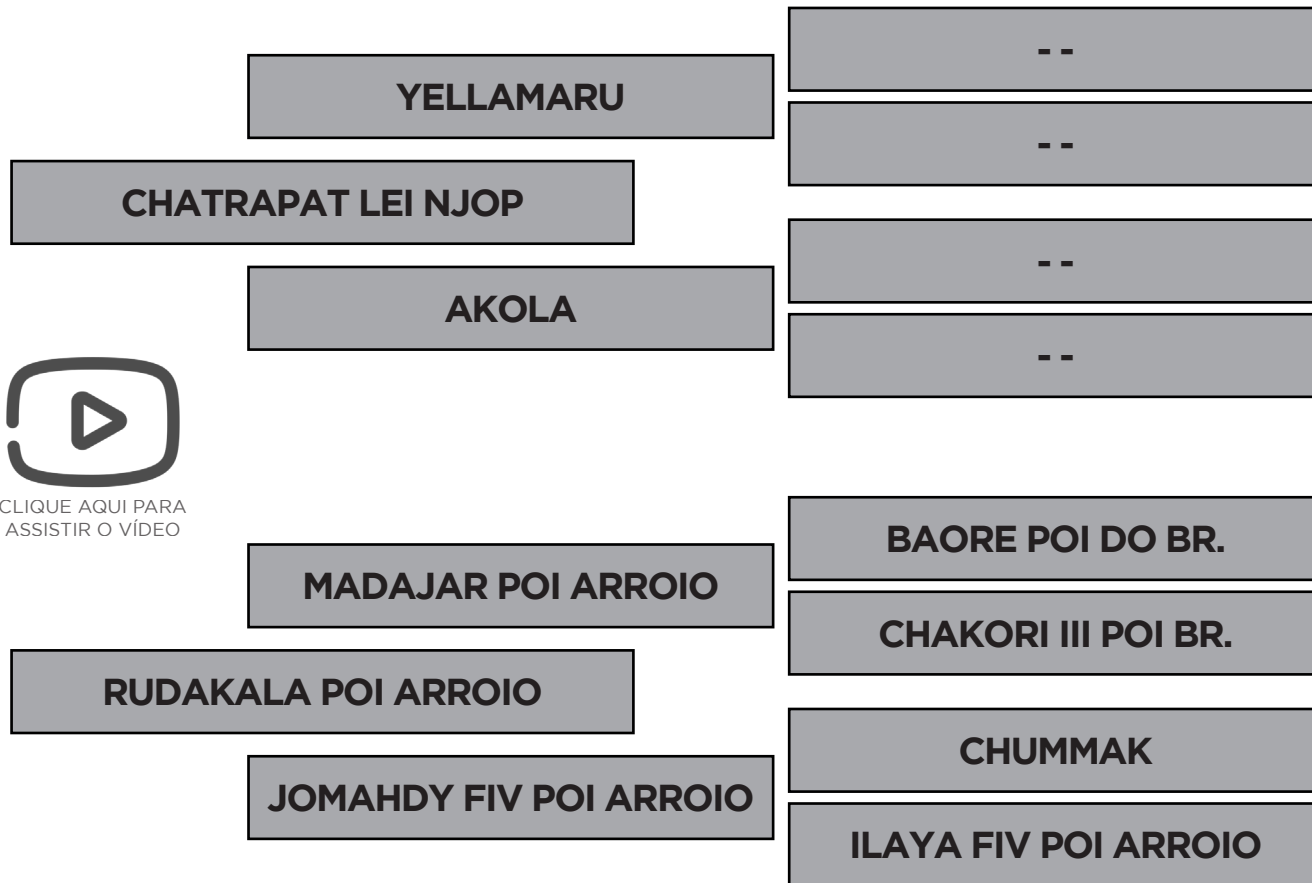 - -
YELLAMARU
- -
CHATRAPAT LEI NJOP
- -
AKOLA
- -
CLIQUE AQUI PARA
ASSISTIR O VÍDEO
BAORE POI DO BR.
MADAJAR POI ARROIO
CHAKORI III POI BR.
RUDAKALA POI ARROIO
CHUMMAK
JOMAHDY FIV POI ARROIO
ILAYA FIV POI ARROIO